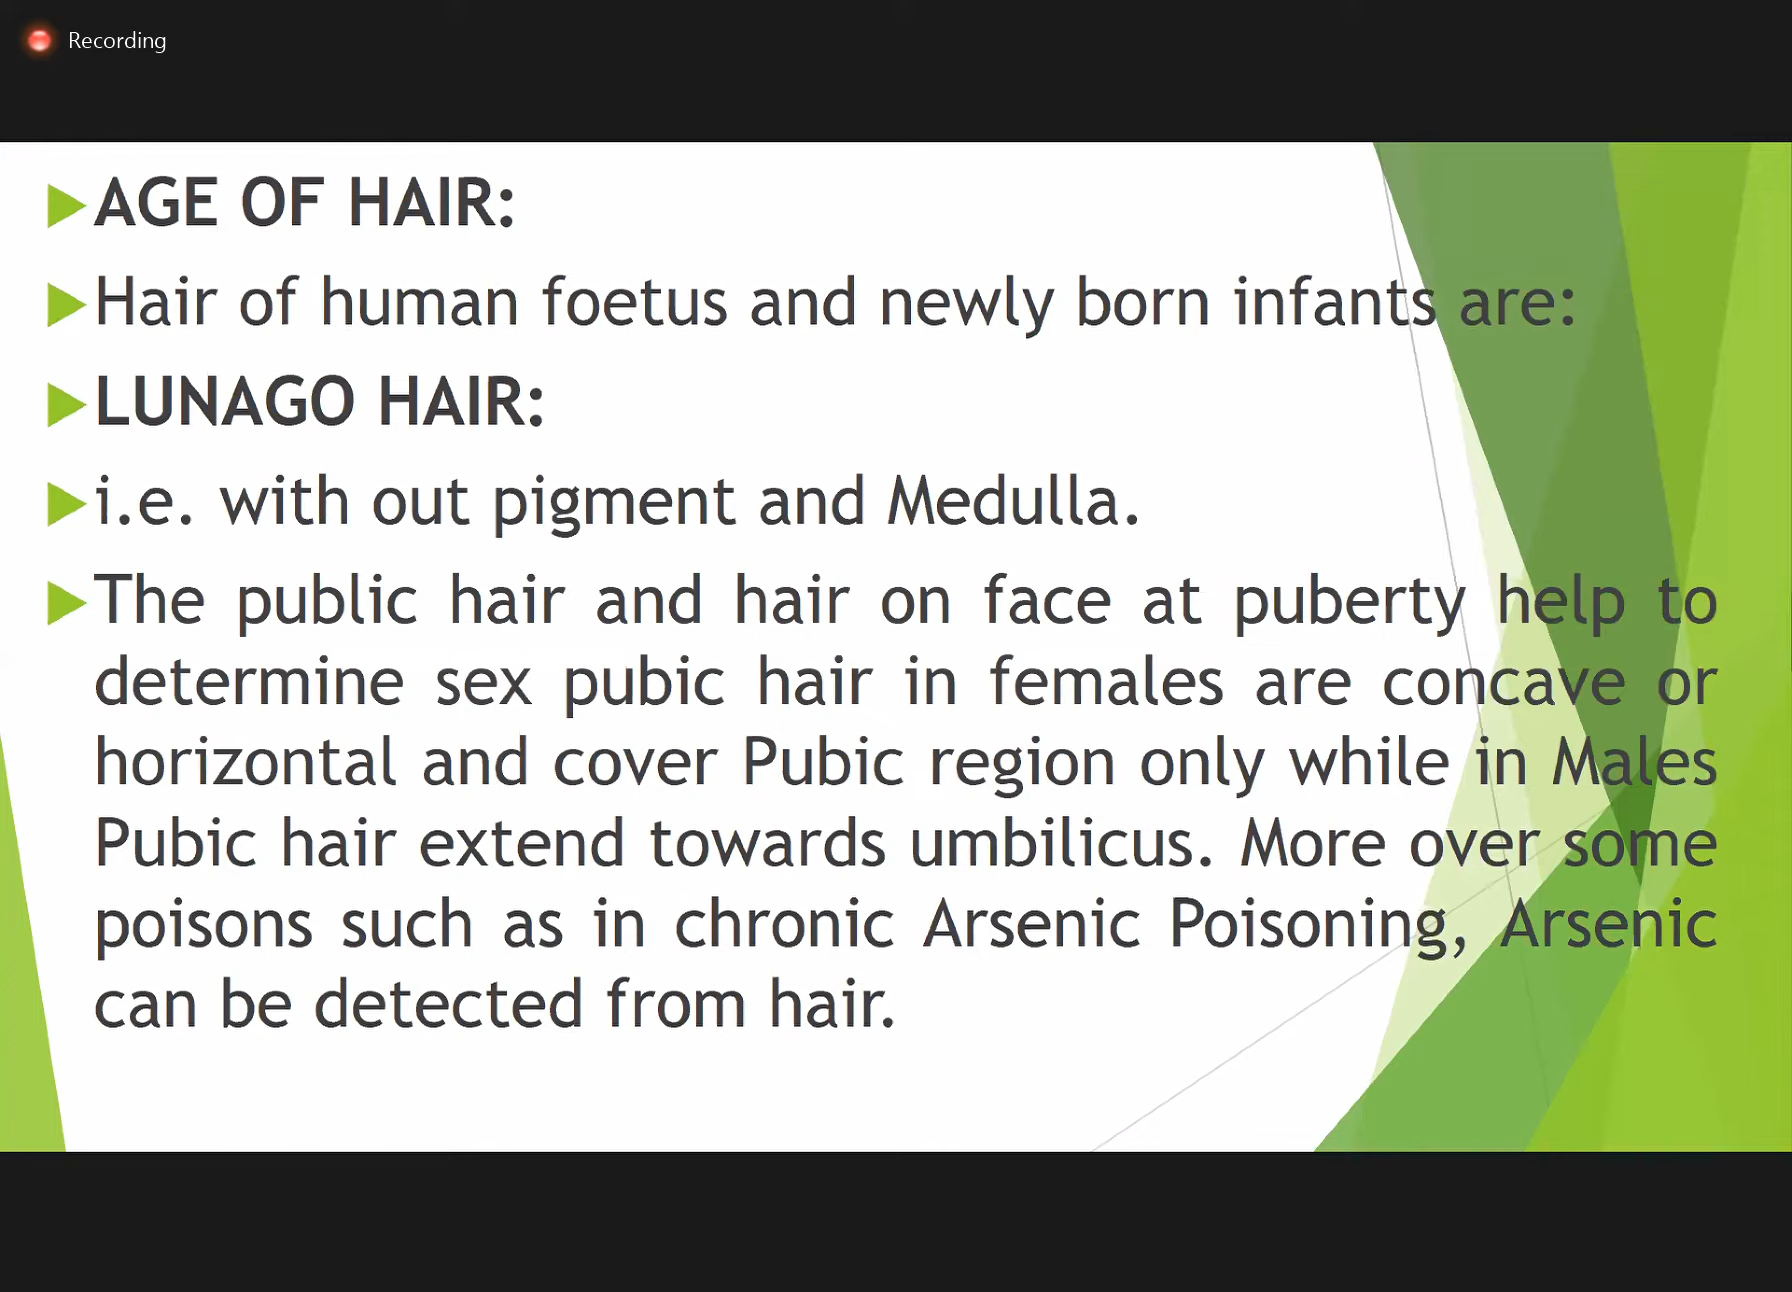 Recording
AGE OF HAIR:
Hair of human foetus and newly born infants are:
LUNAGO HAIR:
i.e. with out pigment and Medulla.
The public hair and hair on face at puberty help to
determine sex pubic hair in females are concave or
horizontal and cover Pubic region only while in Males
Pubic hair extend towards umbilicus. More over some
poisons such as in chronic Arsenic Poisoning, Arsenic
can be detected from hair.